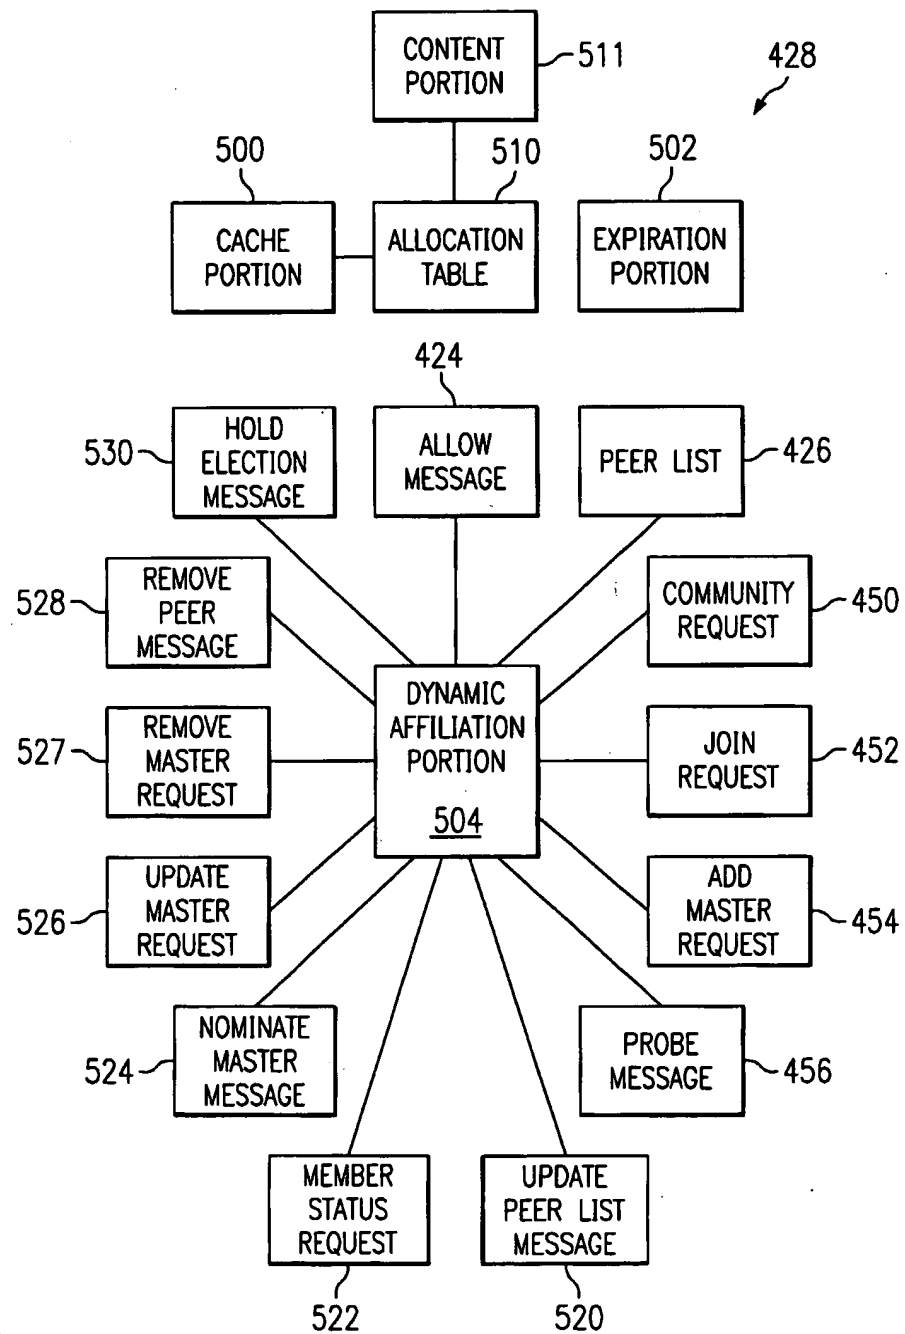 CONTENT
PORTION
511
428
500
510
502
CACHE
PORTION
ALLOCATION
TABLE
EXPIRATION
PORTION
424
530
HOLD
ELECTION
MESSAGE
ALLOW
MESSAGE
PEER LIST
426
528
REMOVE
PEER
MESSAGE
COMMUNITY
REQUEST
450
DYNAMIC
AFFILIATION
PORTION
504
527
REMOVE
MASTER
REQUEST
JOIN
REQUEST
452
526
UPDATE
MASTER
REQUEST
ADD
MASTER
REQUEST
454
524
NOMINATE
MASTER
MESSAGE
PROBE
MESSAGE
456
MEMBER
STATUS
REQUEST
UPDATE
PEER LIST
MESSAGE
522
520